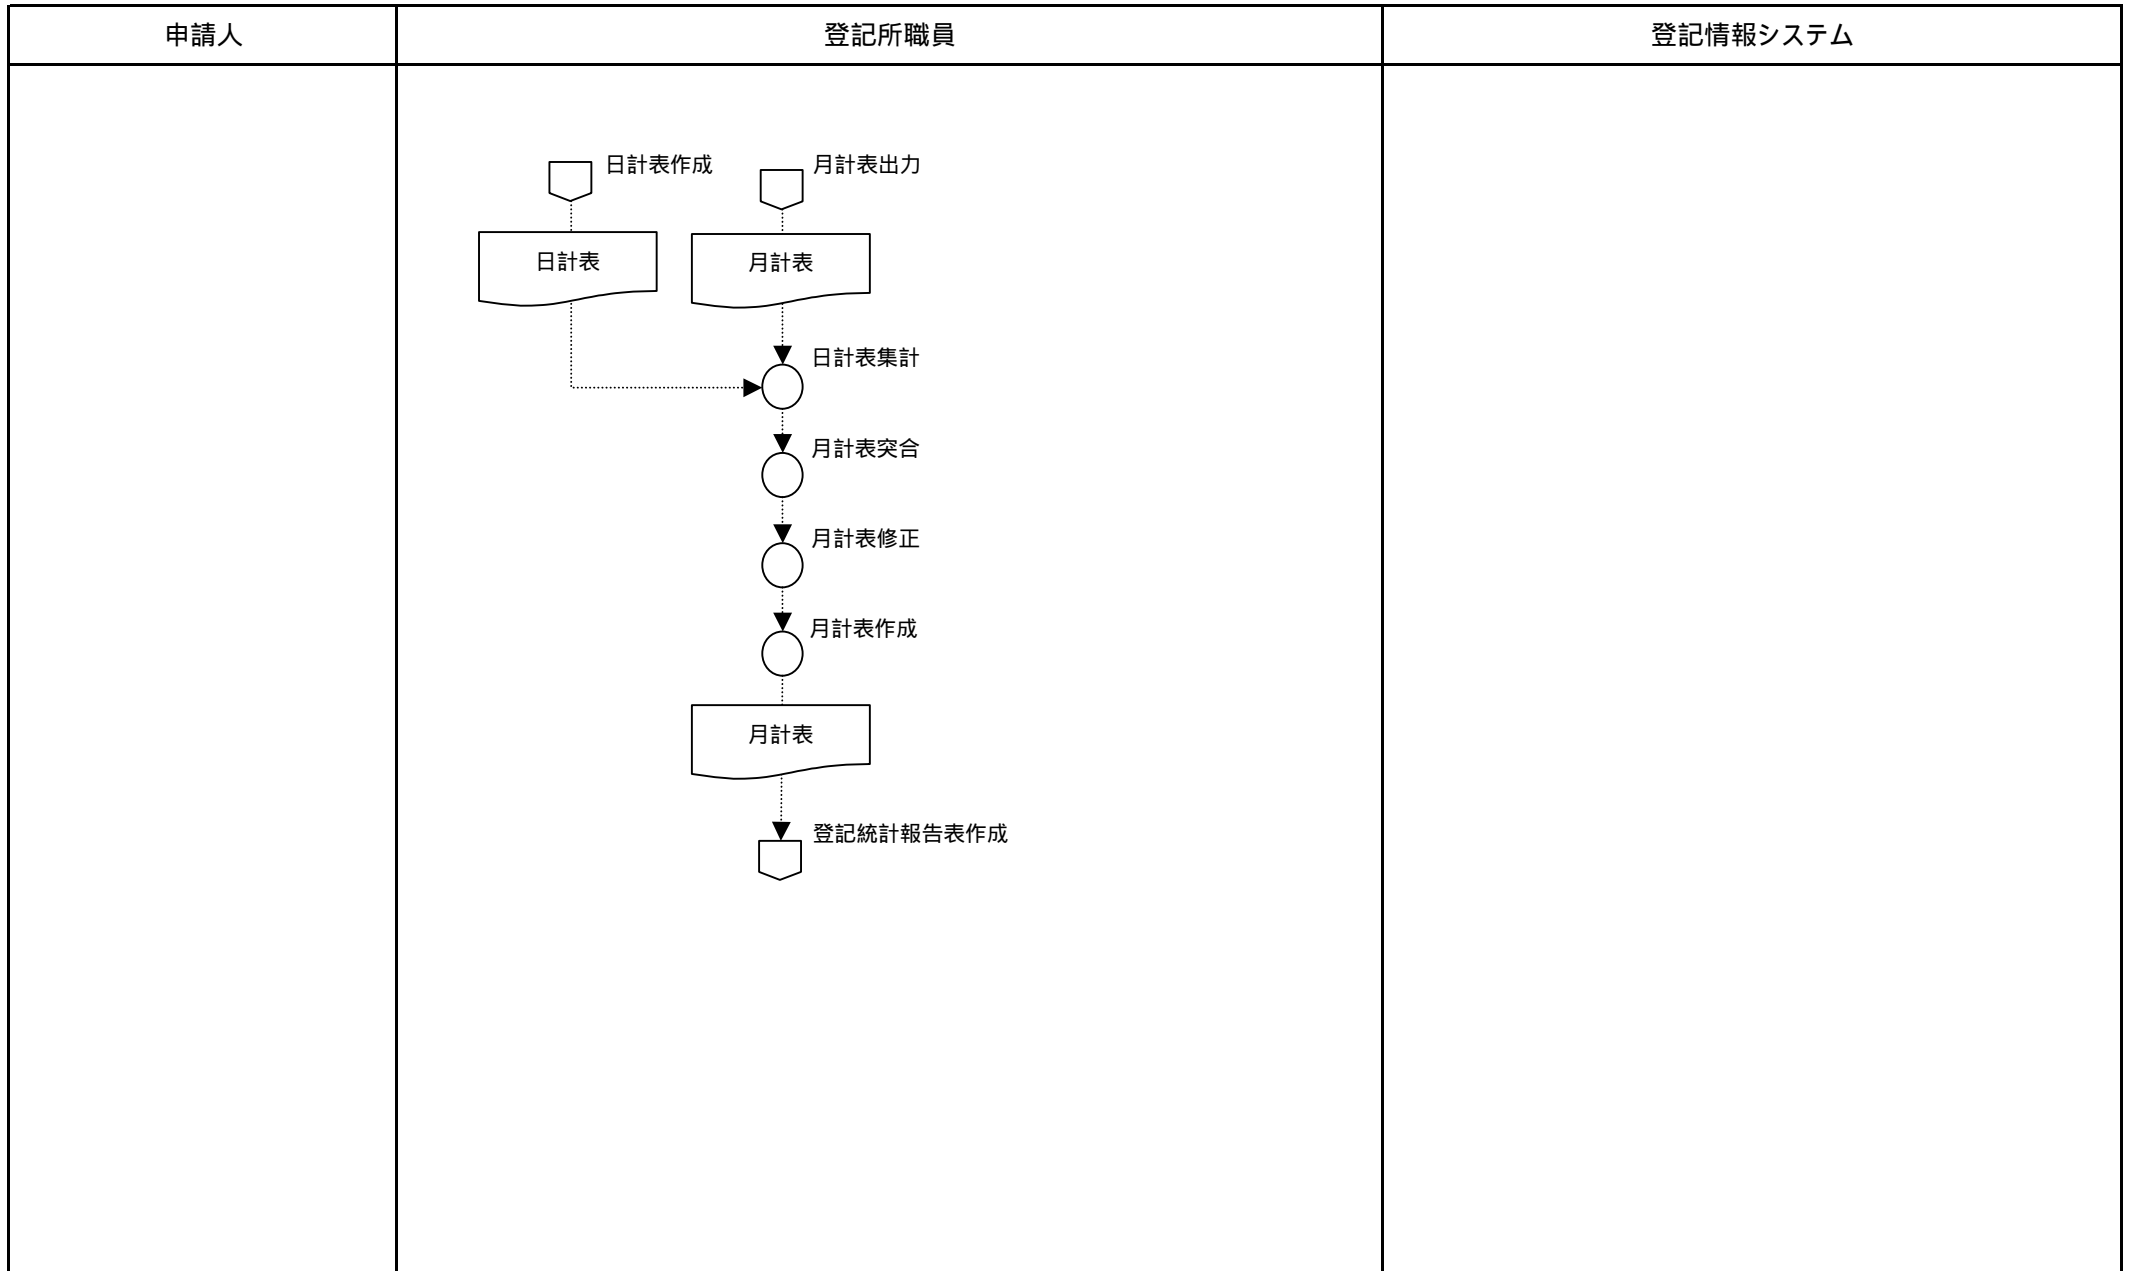 申請人
登記所職員
登記情報システム
日計表作成
月計表出力
日計表
月計表
日計表集計
月計表突合
月計表修正
月計表作成
月計表
登記統計報告表作成